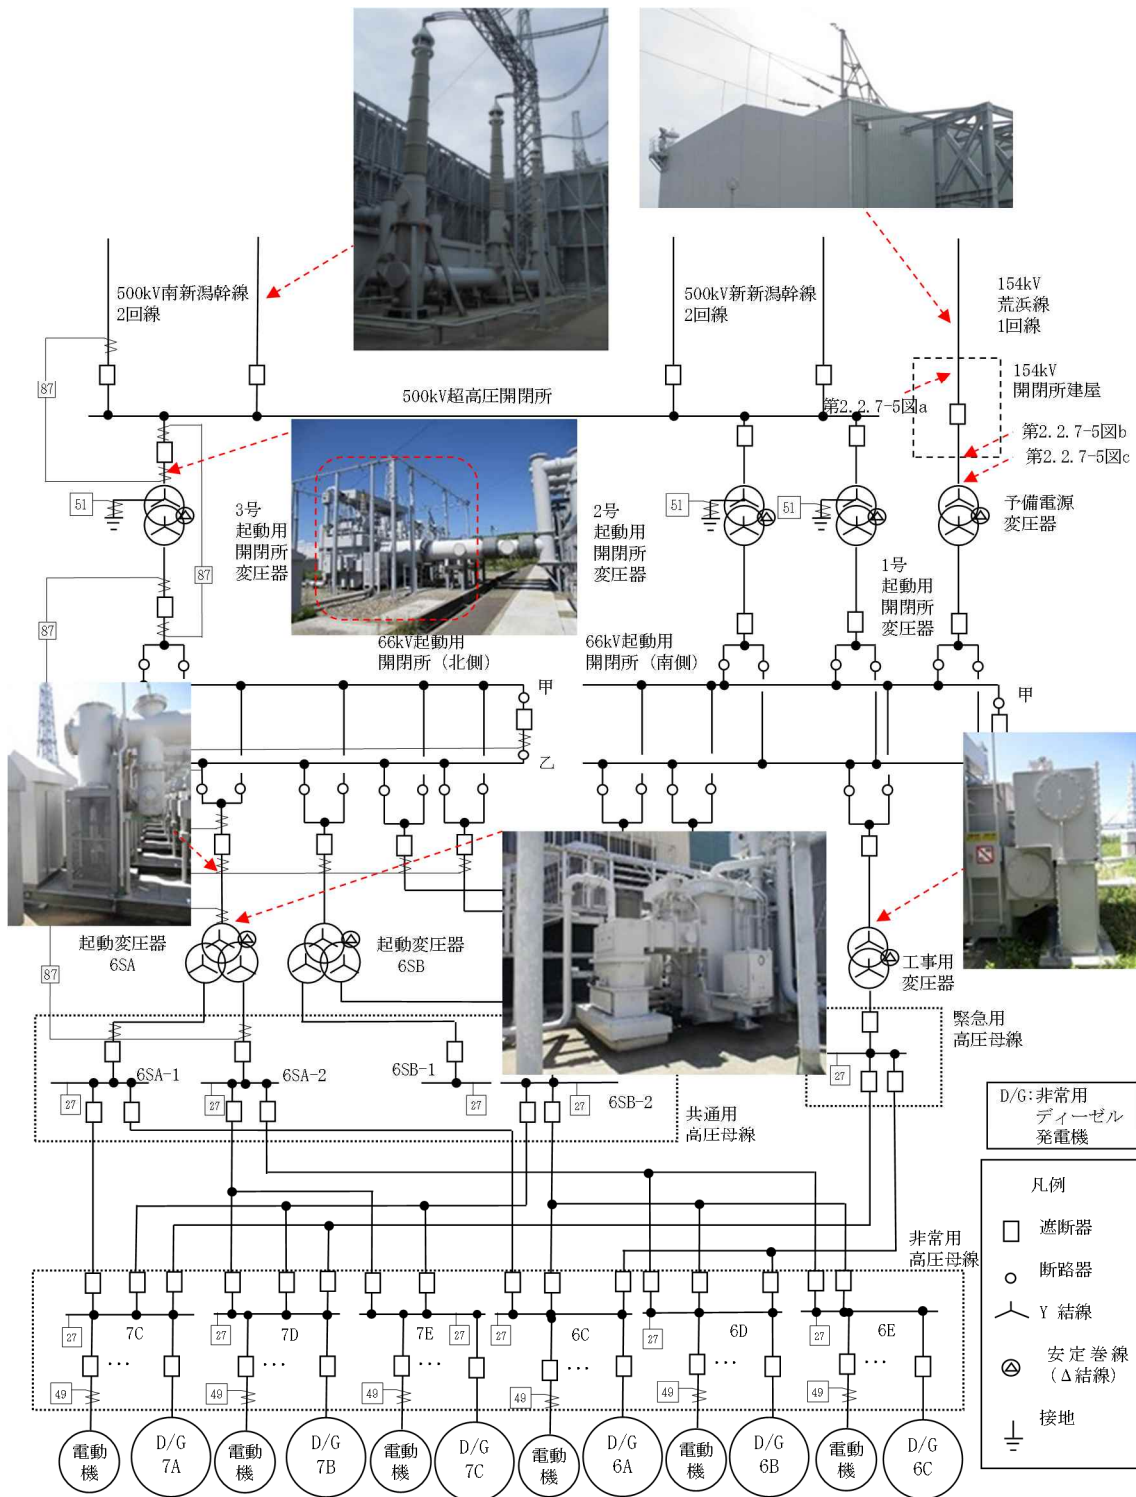 500kV南新潟幹線
2回線
500kV新新潟幹線
2回線
154kV
荒浜線
1回線
87
500kV超高圧開閉所
154kV
開閉所建屋
第2.2.7-5図a
第2.2.7-5図b
第2.2.7-5図c
51
51
51
3号
起動用
開閉所
変圧器
2号
起動用
開閉所
変圧器
予備電源
変圧器
87
1号
起動用
開閉所
変圧器
87
66kV起動用
開閉所（北側）
66kV起動用
開閉所（南側）
甲
甲
乙
起動変圧器
6SA
起動変圧器
6SB
87
工事用
変圧器
緊急用
高圧母線
6SA-1
6SA-2
6SB-1
6SB-2
27
27
27
27
27
共通用
高圧母線
D/G:非常用
ディーゼル
発電機
凡例
遮断器
断路器
Y 結線
安定巻線
(Δ結線)
接地
非常用
高圧母線
7C
7D
7E
6C
6D
6E
27
27
27
27
27
27
…
…
…
…
…
…
49
49
49
49
49
49
電動
機
D/G
7A
電動
機
D/G
7B
電動
機
D/G
7C
電動
機
D/G
6A
電動
機
D/G
6B
電動
機
D/G
6C